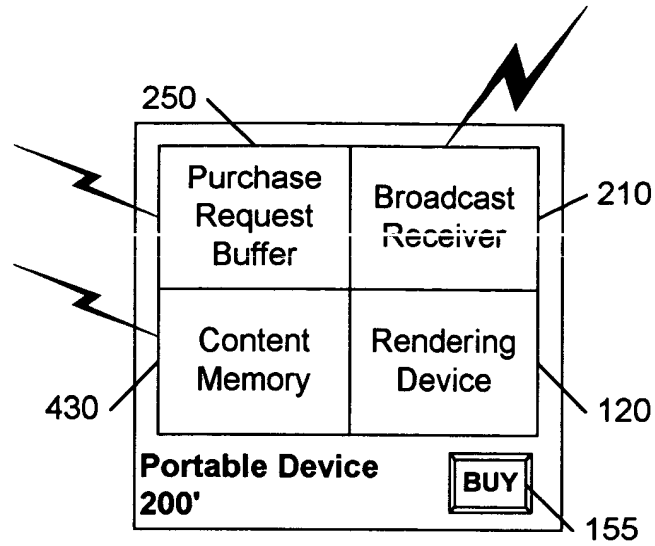 250
Purchase
Request
Buffer
Broadcast
Receiver
210
Content
Memory
Rendering
Device
430
120
Portable Device
200'
BUY
155